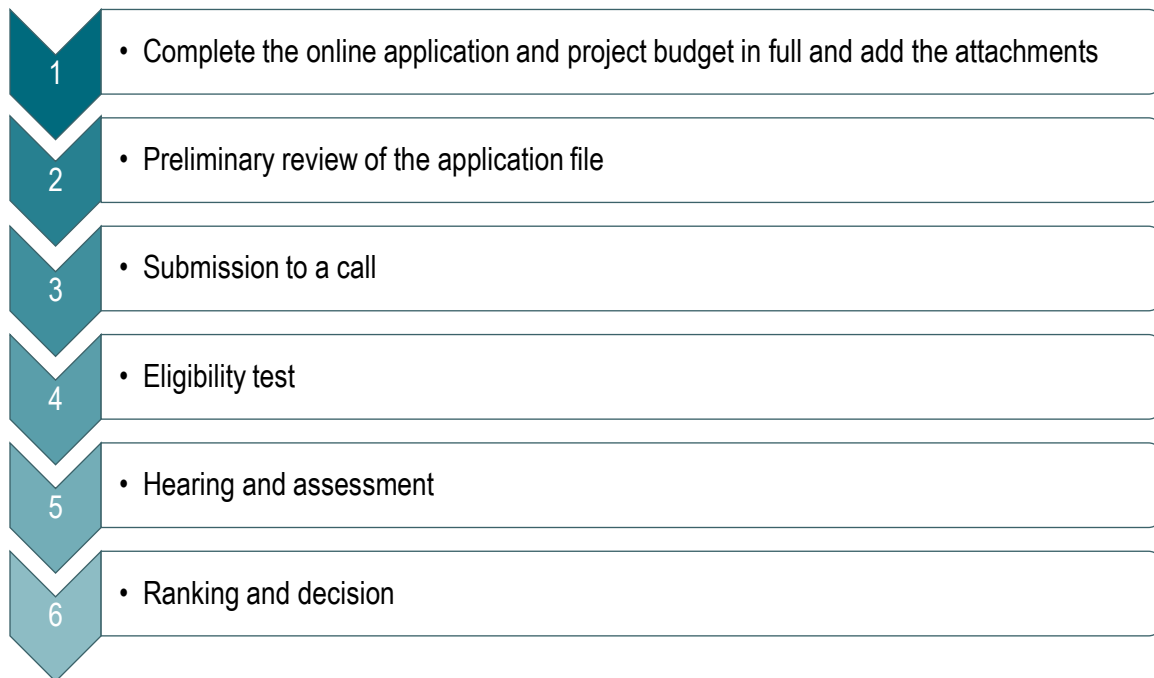 1
• Complete the online application and project budget in full and add the attachments
2
• Preliminary review of the application file
3
• Submission to a call
4
• Eligibility test
5
• Hearing and assessment
6
• Ranking and decision